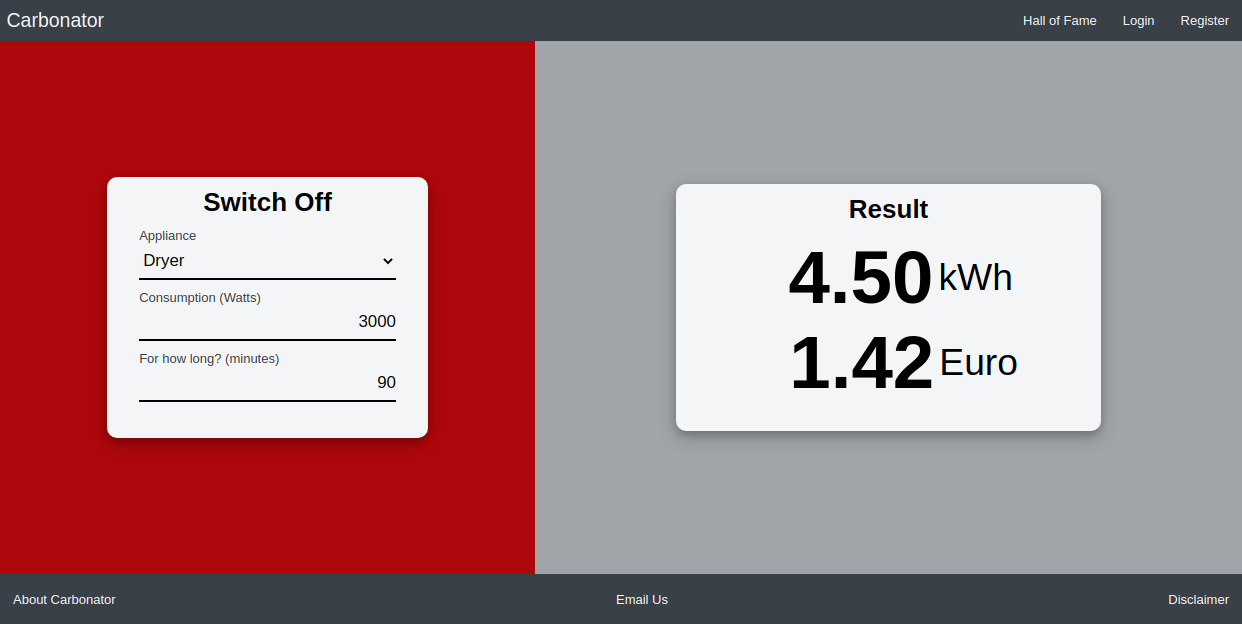 Carbonator
Hall of Fame Login Register
Switch Off
Appliance
Dryer
Consumption (Watts)
3000
For how long? (minutes)
90
Result
4.50 kWh
1.42 Euro
About Carbonator
Email Us
Disclaimer